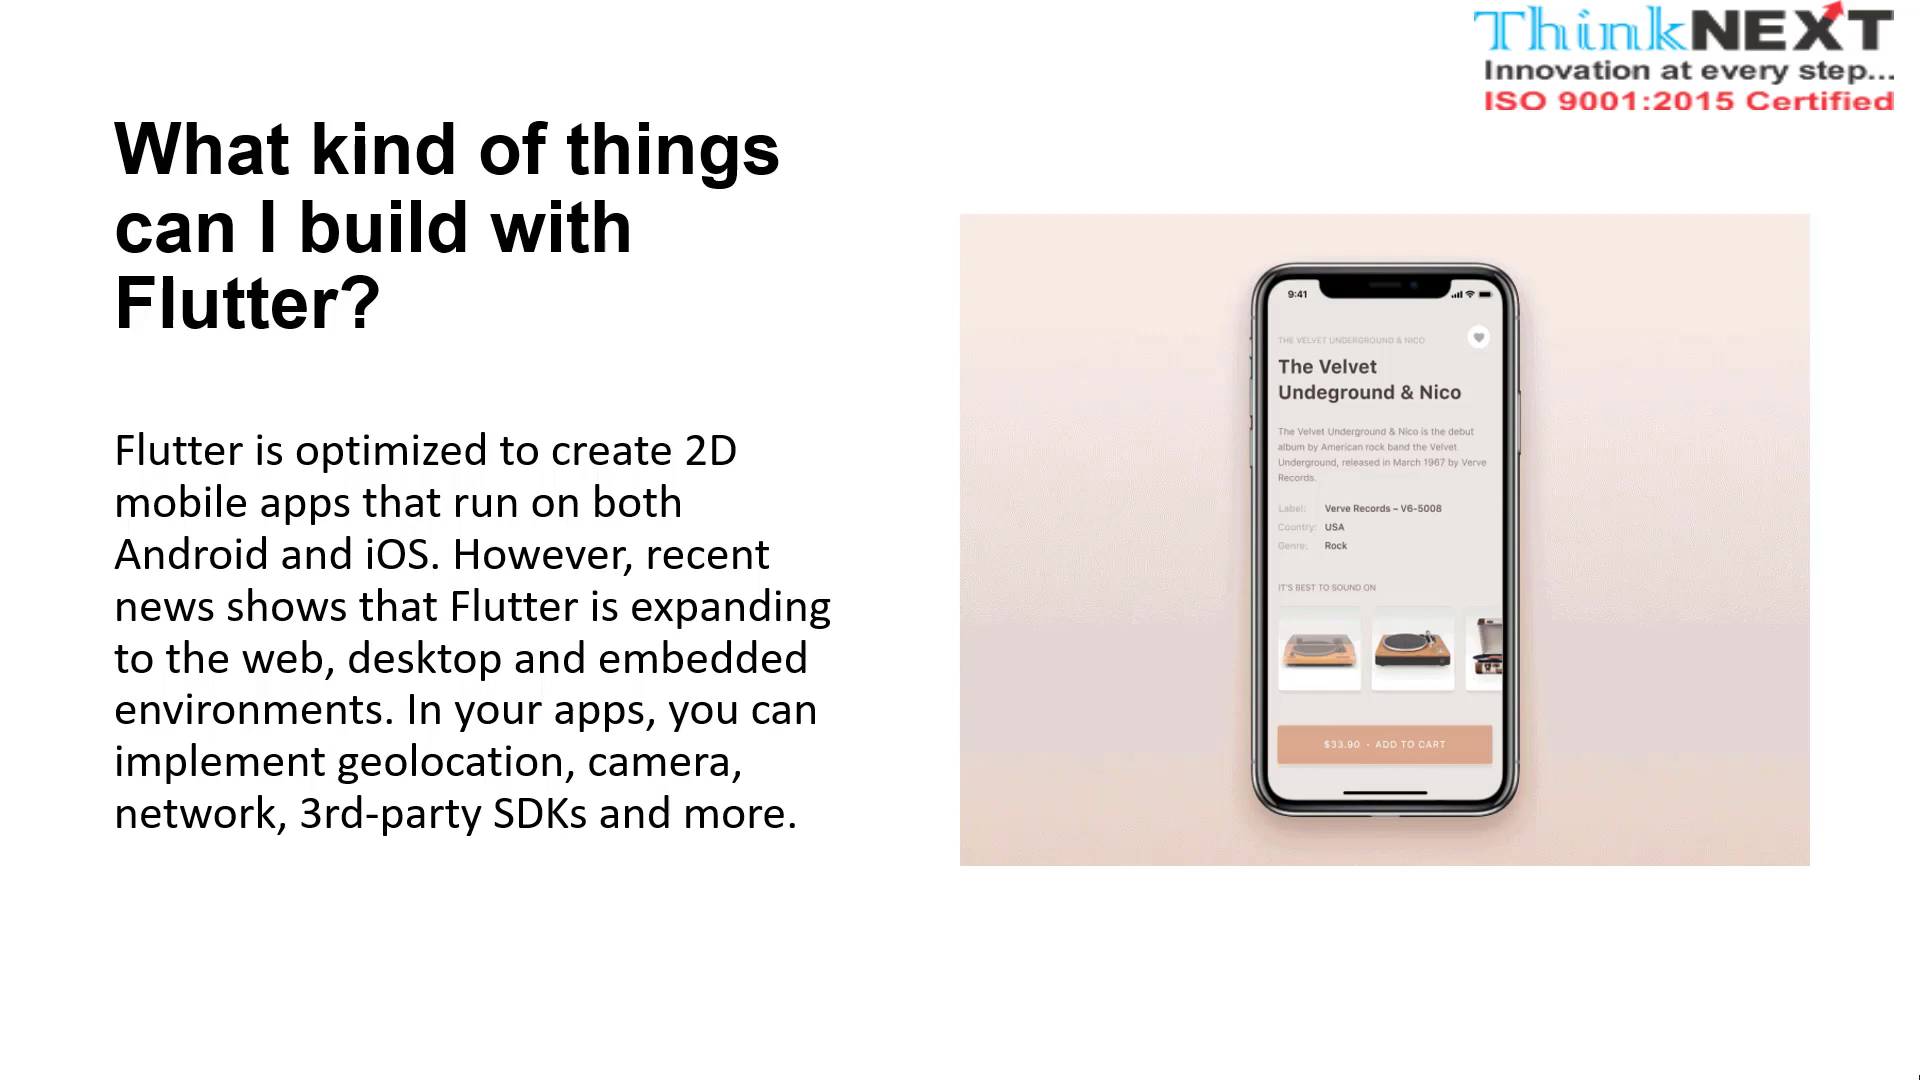 ThinkNEXT
Innovation at every step...
ISO 9001:2015 Certified
What kind of things
can I build with
Flutter?
Flutter is optimized to create 2D
mobile apps that run on both
Android and iOS. However, recent
news shows that Flutter is expanding
to the web, desktop and embedded
environments. In your apps, you can
implement geolocation, camera,
network, 3rd-party SDKs and more.
9:41
THE VELVET UNDERGROUND & NICO
The Velvet
Undeground & Nico
The Velvet Underground & Nico is the debut
album by American rock band the Velvet
Underground, released in March 1967 by Verve
Records.
Label: Verve Records – V6-5008
Country: USA
Genre: Rock
IT'S BEST TO SOUND ON
$33.90 - ADD TO CART